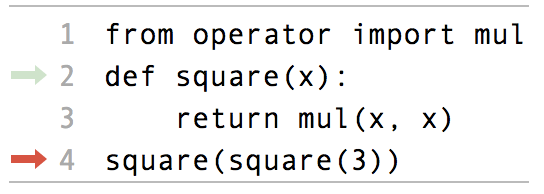 1 from operator import mul
2 def square(x):
3     return mul(x, x)
4 square(square(3))